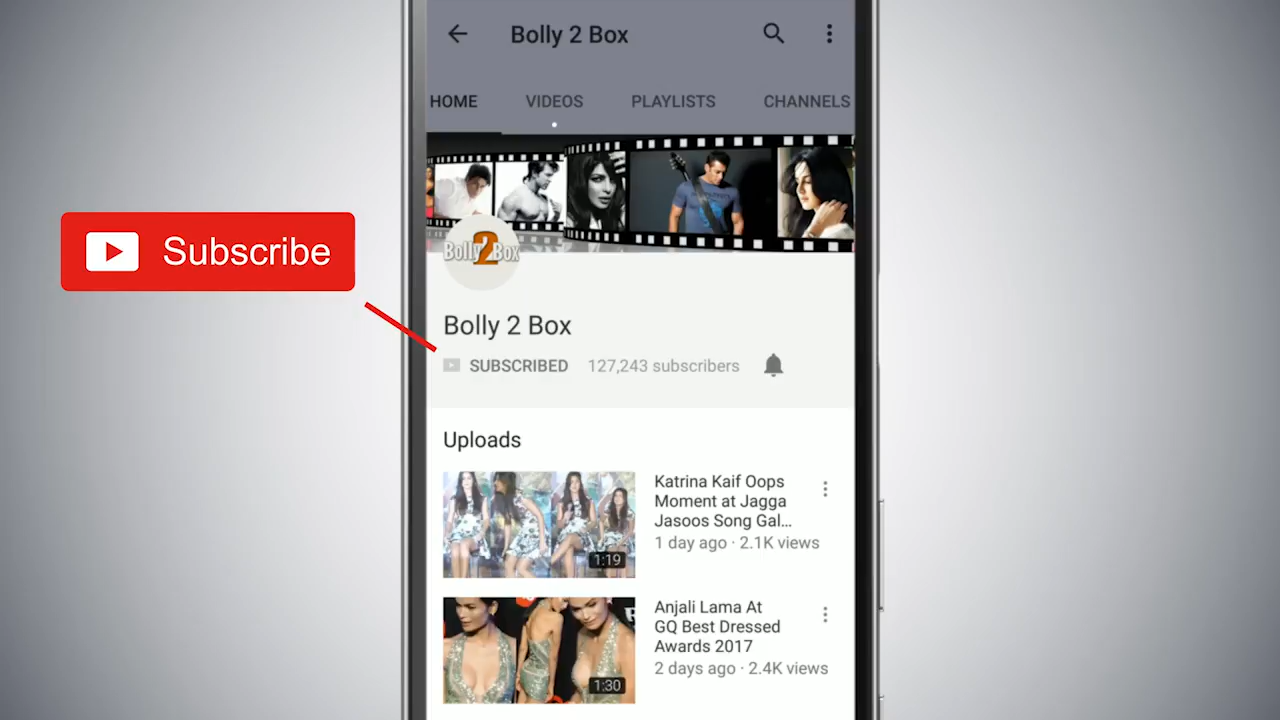 Bolly 2 Box
HOME VIDEOS PLAYLISTS CHANNELS
Bolly 2 Box
Subscribe
Bolly 2 Box
SUBSCRIBED 127,243 subscribers
Uploads
Katrina Kaif Oops
Moment at Jagga
Jasoos Song Gal...
1 day ago · 2.1K views
1:19
Anjali Lama At
GQ Best Dressed
Awards 2017
2 days ago · 2.4K views
1:30